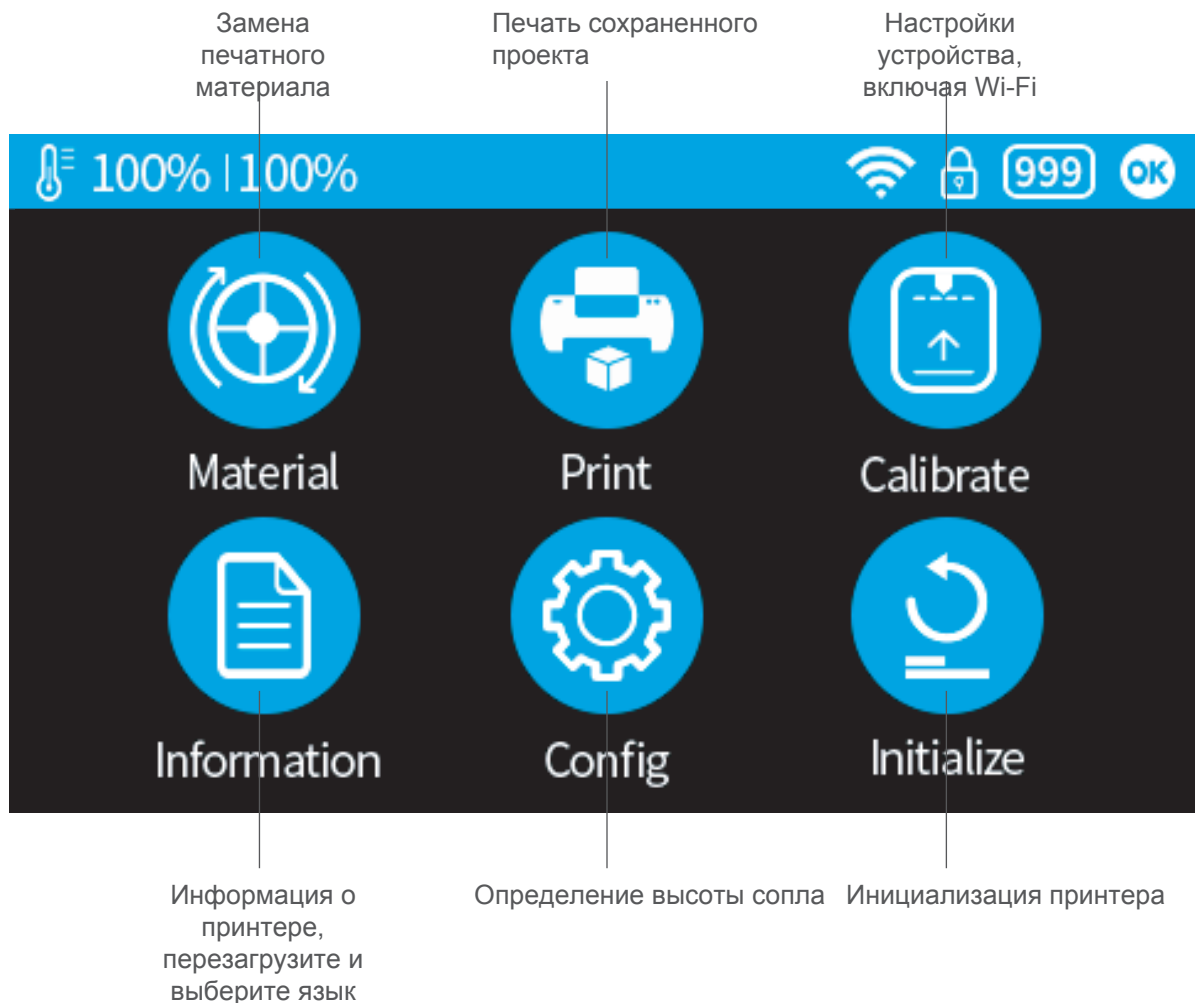 Замена
печатного
материала
Печать сохраненного
проекта
Настройки
устройства,
включая Wi-Fi
100% | 100%
999 OK
Material
Print
Calibrate
Information
Config
Initialize
Информация о
принтере,
перезагрузите и
выберите язык
Определение высоты сопла
Инициализация принтера